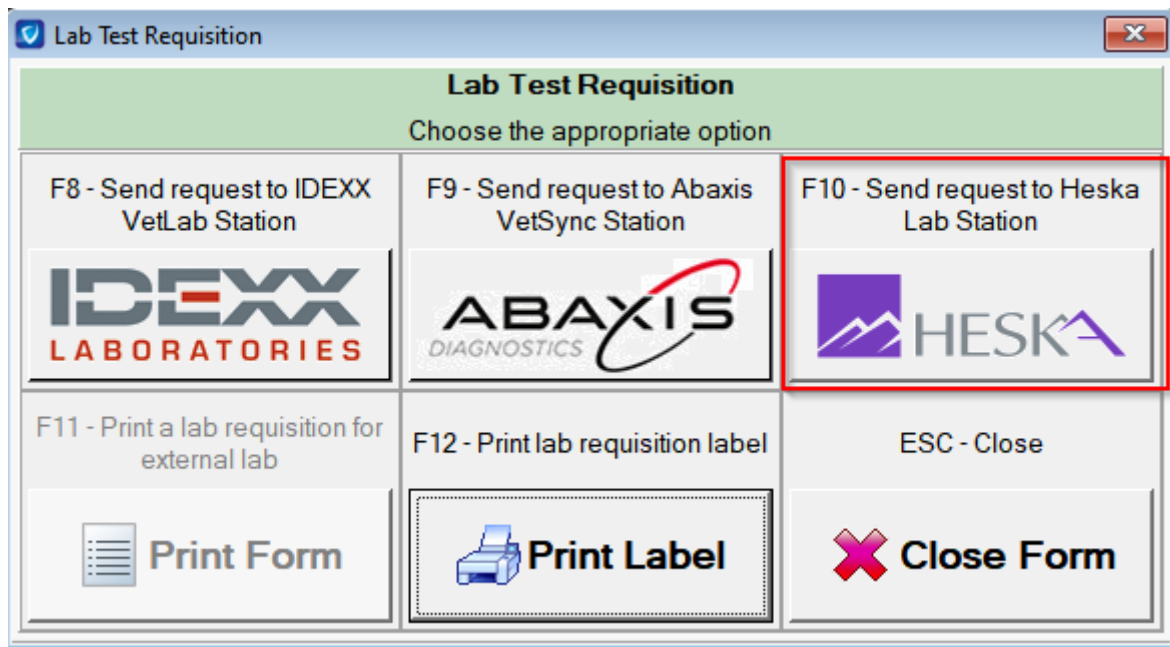 Lab Test Requisition
Lab Test Requisition
Choose the appropriate option
F8 - Send request to IDEXX
VetLab Station
IDEXX
LABORATORIES
F9 - Send request to Abaxis
VetSync Station
ABAXIS
DIAGNOSTICS
F10 - Send request to Heska
Lab Station
HESKA
F11 - Print a lab requisition for
external lab
Print Form
F12 - Print lab requisition label
Print Label
ESC - Close
Close Form